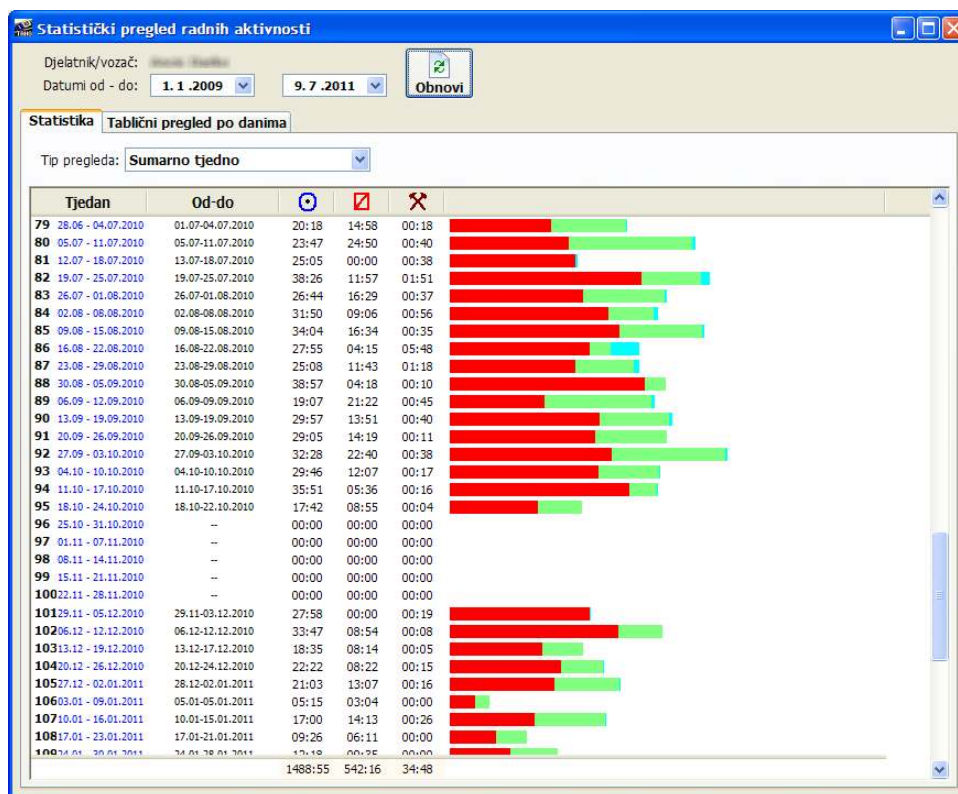 Statistički pregled radnih aktivnosti
Djelatnik/vozač:
Datumi od - do: 1. 1 .2009 9. 7 .2011 Obnovi
Statistika Tablični pregled po danima
Tip pregleda: Sumarno tjedno
Tjedan Od-do
79 28.06 - 04.07.2010 01.07-04.07.2010 20:18 14:58 00:18
80 05.07 - 11.07.2010 05.07-11.07.2010 23:47 24:50 00:40
81 12.07 - 18.07.2010 13.07-18.07.2010 25:05 00:00 00:38
82 19.07 - 25.07.2010 19.07-25.07.2010 38:26 11:57 01:51
83 26.07 - 01.08.2010 26.07-01.08.2010 26:44 16:29 00:37
84 02.08 - 08.08.2010 02.08-08.08.2010 31:50 09:06 00:56
85 09.08 - 15.08.2010 09.08-15.08.2010 34:04 16:34 00:35
86 16.08 - 22.08.2010 16.08-22.08.2010 27:55 04:15 05:48
87 23.08 - 29.08.2010 23.08-29.08.2010 25:08 11:43 01:18
88 30.08 - 05.09.2010 30.08-05.09.2010 38:57 04:18 00:10
89 06.09 - 12.09.2010 06.09-09.09.2010 19:07 21:22 00:45
90 13.09 - 19.09.2010 13.09-19.09.2010 29:57 13:51 00:40
91 20.09 - 26.09.2010 20.09-26.09.2010 29:05 14:19 00:11
92 27.09 - 03.10.2010 27.09-03.10.2010 32:28 22:40 00:38
93 04.10 - 10.10.2010 04.10-10.10.2010 29:46 12:07 00:17
94 11.10 - 17.10.2010 11.10-17.10.2010 35:51 05:36 00:16
95 18.10 - 24.10.2010 18.10-22.10.2010 17:42 08:55 00:04
96 25.10 - 31.10.2010 -- 00:00 00:00 00:00
97 01.11 - 07.11.2010 -- 00:00 00:00 00:00
98 08.11 - 14.11.2010 -- 00:00 00:00 00:00
99 15.11 - 21.11.2010 -- 00:00 00:00 00:00
100 22.11 - 28.11.2010 -- 00:00 00:00 00:00
101 29.11 - 05.12.2010 29.11-03.12.2010 27:58 00:00 00:19
102 06.12 - 12.12.2010 06.12-12.12.2010 33:47 08:54 00:08
103 13.12 - 19.12.2010 13.12-17.12.2010 18:35 08:14 00:05
104 20.12 - 26.12.2010 20.12-24.12.2010 22:22 08:22 00:15
105 27.12 - 02.01.2011 28.12-02.01.2011 21:03 13:07 00:16
106 03.01 - 09.01.2011 05.01-05.01.2011 05:15 03:04 00:00
107 10.01 - 16.01.2011 10.01-15.01.2011 17:00 14:13 00:26
108 17.01 - 23.01.2011 17.01-21.01.2011 09:26 06:11 00:00
109 24.01 - 30.01.2011 24.01-28.01.2011 12:18 09:35 00:00
1488:55 542:16 34:48